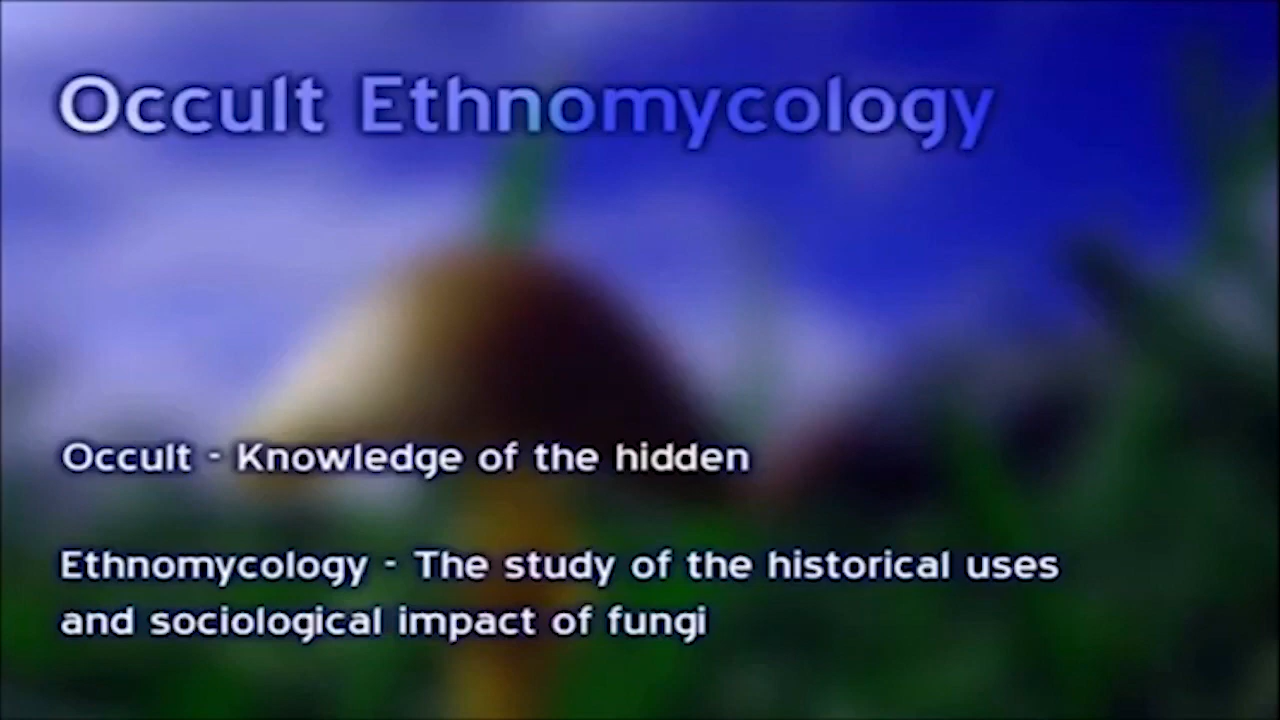 Occult Ethnomycology
Occult - Knowledge of the hidden
Ethnomycology - The study of the historical uses
and sociological impact of fungi